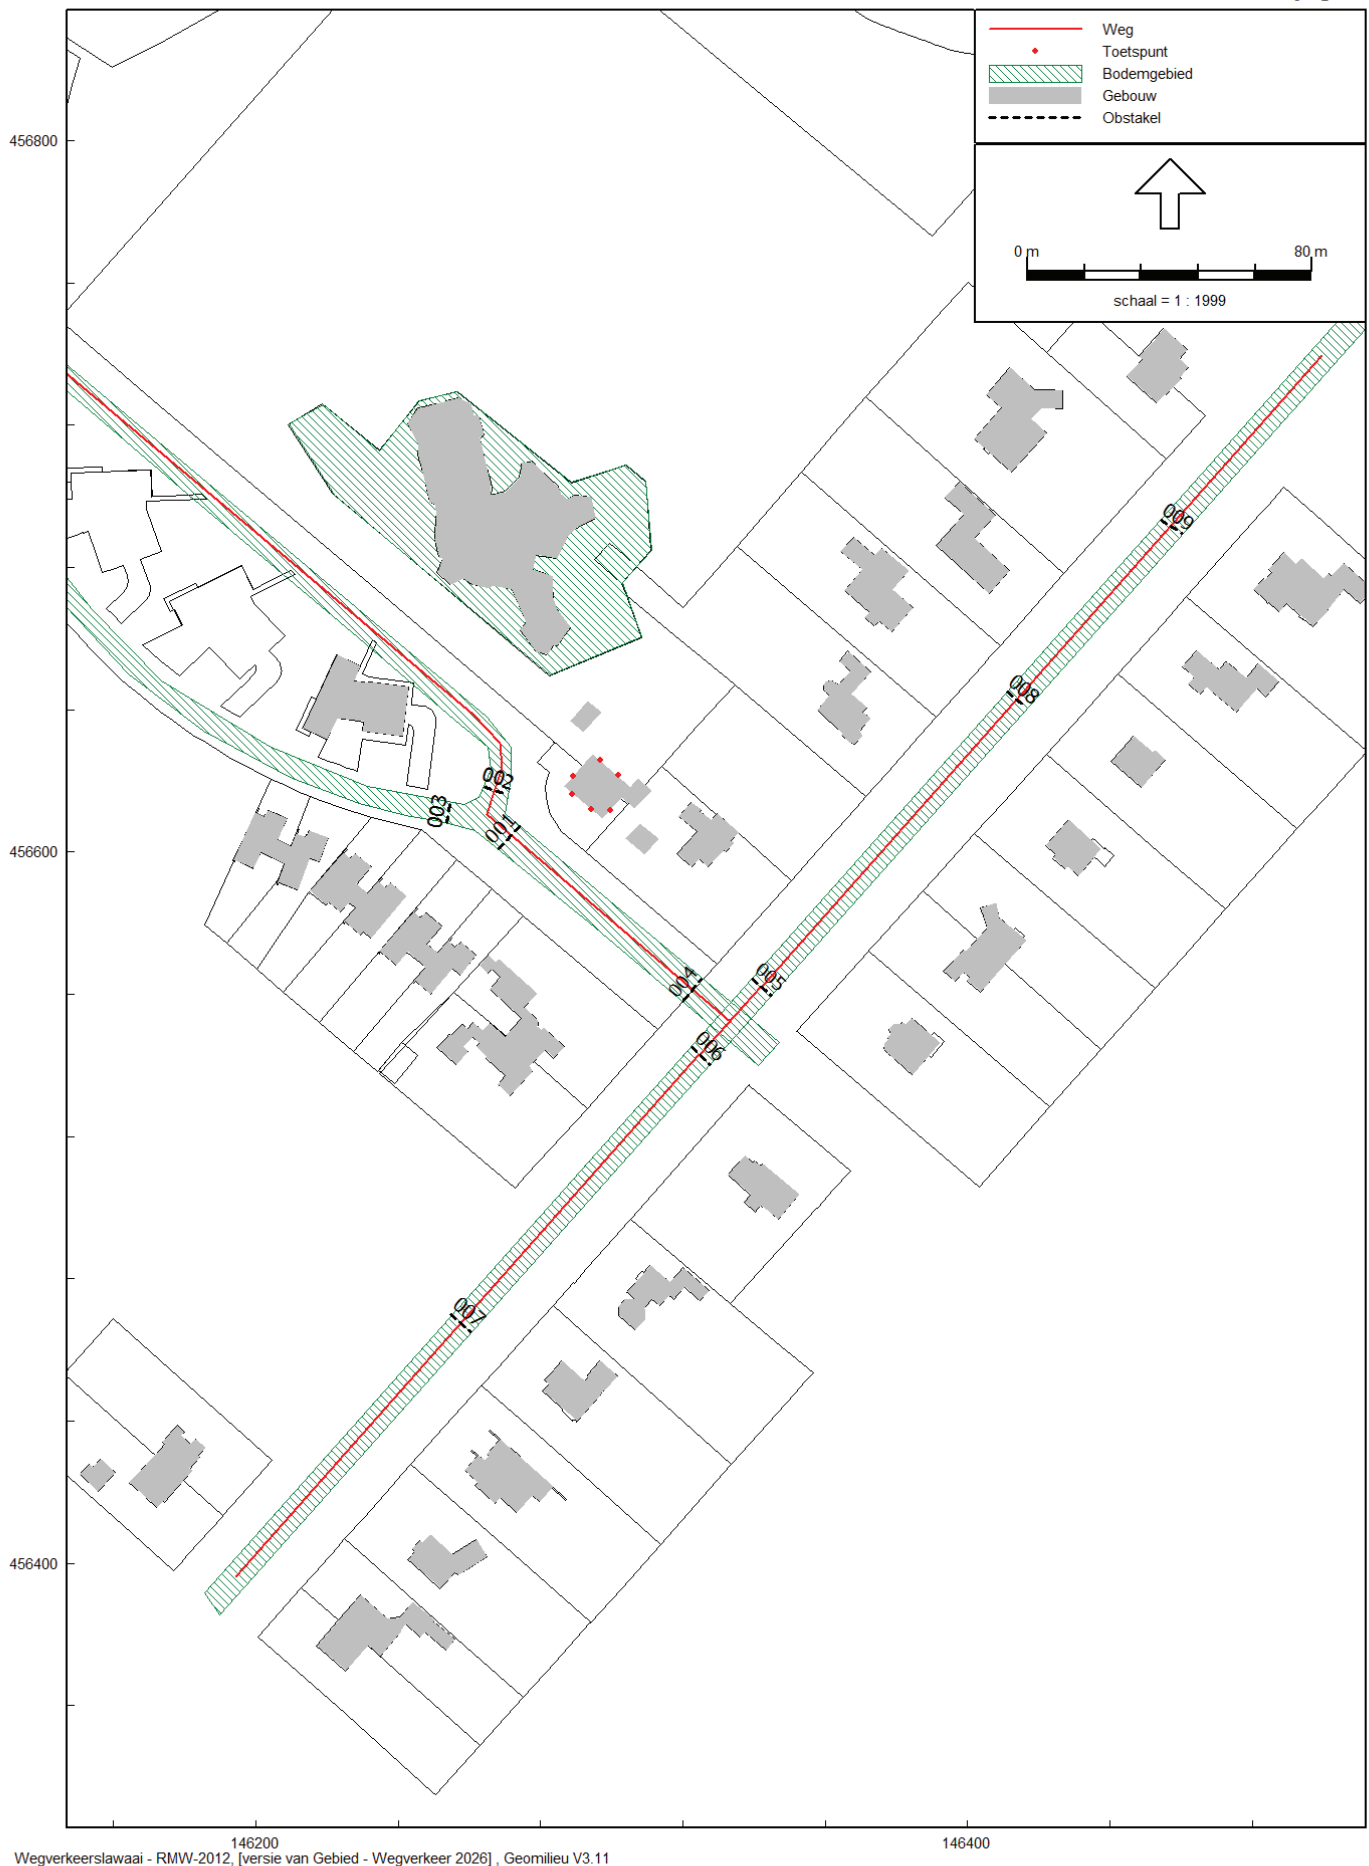 Weg
Toetspunt
Bodemgebied
Gebouw
Obstakel
456800
0 m 80 m
schaal = 1 : 1999
009
008
002
003
001
456600
004
005
006
007
456400
146200 146400
Wegverkeerslawaai - RMW-2012, [versie van Gebied - Wegverkeer 2026] , Geomilieu V3.11